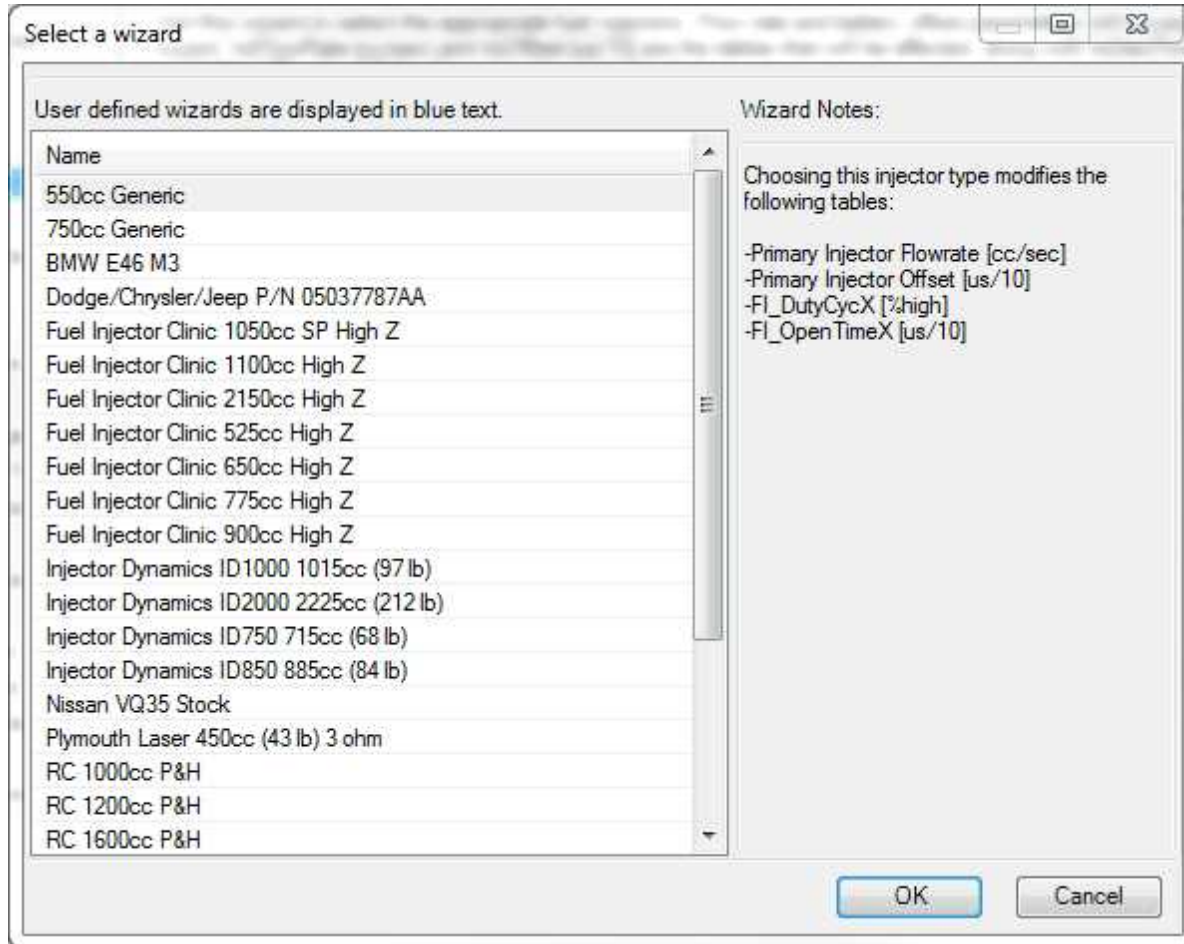 Select a wizard
User defined wizards are displayed in blue text.
Name
550cc Generic
750cc Generic
BMW E46 M3
Dodge/Chrysler/Jeep P/N 05037787AA
Fuel Injector Clinic 1050cc SP High Z
Fuel Injector Clinic 1100cc High Z
Fuel Injector Clinic 2150cc High Z
Fuel Injector Clinic 525cc High Z
Fuel Injector Clinic 650cc High Z
Fuel Injector Clinic 775cc High Z
Fuel Injector Clinic 900cc High Z
Injector Dynamics ID1000 1015cc (97 lb)
Injector Dynamics ID2000 2225cc (212 lb)
Injector Dynamics ID750 715cc (68 lb)
Injector Dynamics ID850 885cc (84 lb)
Nissan VQ35 Stock
Plymouth Laser 450cc (43 lb) 3 ohm
RC 1000cc P&H
RC 1200cc P&H
RC 1600cc P&H
Wizard Notes:
Choosing this injector type modifies the
following tables:
-Primary Injector Flowrate [cc/sec]
-Primary Injector Offset [us/10]
-FI_DutyCycX [%high]
-FI_OpenTimeX [us/10]
OK
Cancel